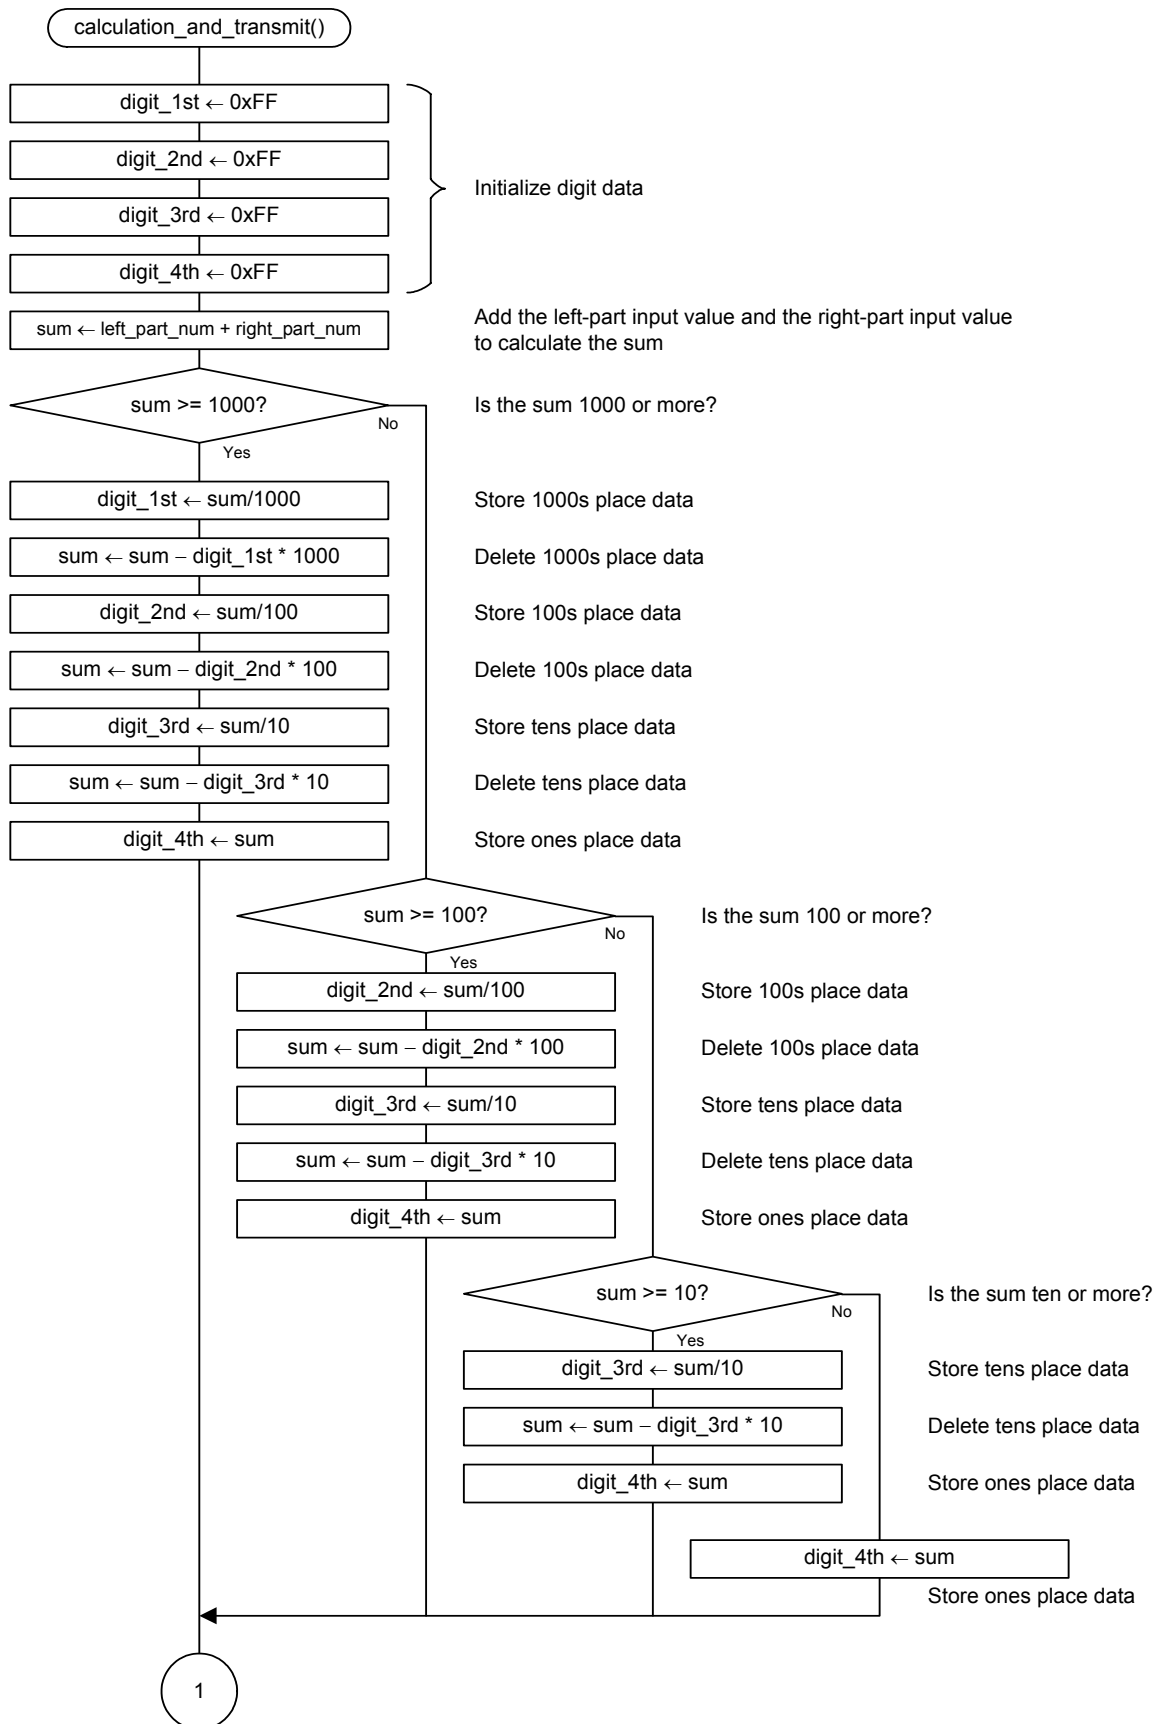 calculation_and_transmit()
digit_1st ← 0xFF
digit_2nd ← 0xFF
Initialize digit data
digit_3rd ← 0xFF
digit_4th ← 0xFF
sum ← left_part_num + right_part_num
Add the left-part input value and the right-part input value
to calculate the sum
sum >= 1000?
Is the sum 1000 or more?
No
Yes
digit_1st ← sum/1000
Store 1000s place data
sum ← sum − digit_1st * 1000
Delete 1000s place data
digit_2nd ← sum/100
Store 100s place data
sum ← sum − digit_2nd * 100
Delete 100s place data
digit_3rd ← sum/10
Store tens place data
sum ← sum − digit_3rd * 10
Delete tens place data
digit_4th ← sum
Store ones place data
sum >= 100?
Is the sum 100 or more?
No
Yes
digit_2nd ← sum/100
Store 100s place data
sum ← sum − digit_2nd * 100
Delete 100s place data
digit_3rd ← sum/10
Store tens place data
sum ← sum − digit_3rd * 10
Delete tens place data
digit_4th ← sum
Store ones place data
sum >= 10?
Is the sum ten or more?
No
Yes
digit_3rd ← sum/10
Store tens place data
sum ← sum − digit_3rd * 10
Delete tens place data
digit_4th ← sum
Store ones place data
digit_4th ← sum
Store ones place data
1